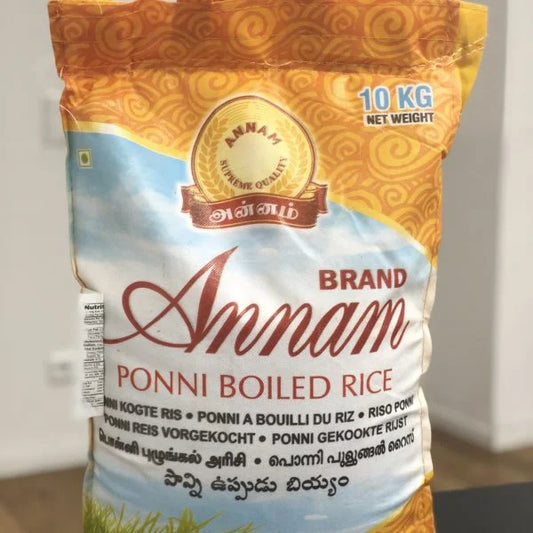 10 KG
NET WEIGHT
ANNAM
SUPREME QUALITY
அன்னம்
BRAND
Annam
PONNI BOILED RICE
KOGTE RIS • PONNI A BOUILLI DU RIZ • RISO PONNI
PONNI REIS VORGEKOCHT • PONNI GEKOOKTE RIJST
பொன்னி புழுங்கல் அரிசி • പൊന്നി പുഴുങ്ങൽ റൈസ്
పొన్ని ఉప్పుడు బియ్యం